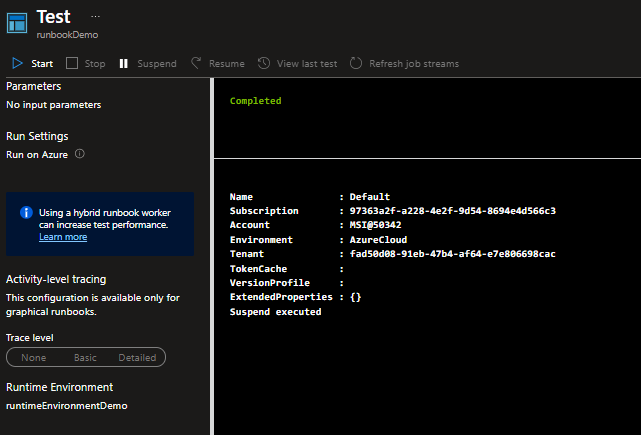 Test ...
runbookDemo
Start Stop Suspend Resume View last test Refresh job streams
Parameters
No input parameters
Run Settings
Run on Azure
Using a hybrid runbook worker
can increase test performance.
Learn more
Activity-level tracing
This configuration is available only for
graphical runbooks.
Trace level
None Basic Detailed
Runtime Environment
runtimeEnvironmentDemo
Completed
Name : Default
Subscription : 97363a2f-a228-4e2f-9d54-8694e4d566c3
Account : MSI@50342
Environment : AzureCloud
Tenant : fad50d08-91eb-47b4-af64-e7e806698cac
TokenCache :
VersionProfile :
ExtendedProperties : {}
Suspend executed